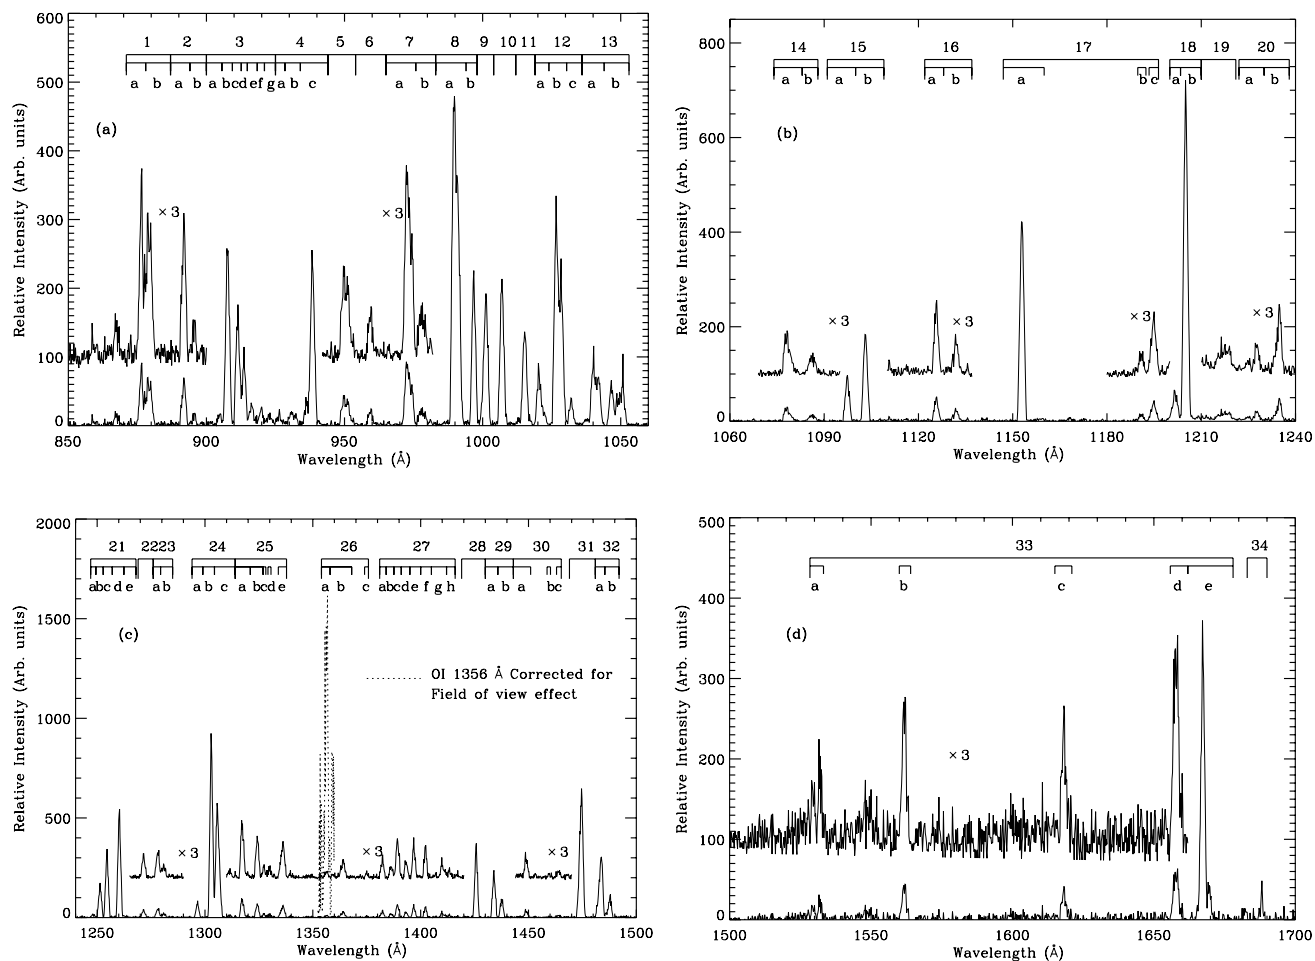 Relative Intensity (Arb. units)
600
500
400
300
200
100
0
1 2 3 4 5 6 7 8 9 10 11 12 13
a b a b a b c d e f g a b c a b a b a b c a b
(a)
× 3
× 3
850 900 950 1000 1050
Wavelength (Å)
Relative Intensity (Arb. units)
800
600
400
200
0
14 15 16 17 18 19 20
a b a b a b a b c a b a b
(b)
× 3
× 3
× 3
× 3
1060 1090 1120 1150 1180 1210 1240
Wavelength (Å)
Relative Intensity (Arb. units)
2000
1500
1000
500
0
21 22 23 24 25 26 27 28 29 30 31 32
a b c d e a b a b c a b c d e a b c a b c d e f g h a b a b c a b
(c)
OI 1356 Å Corrected for
Field of view effect
× 3
× 3
× 3
1250 1300 1350 1400 1450 1500
Wavelength (Å)
Relative Intensity (Arb. units)
500
400
300
200
100
0
33 34
a b c d e
(d)
× 3
1500 1550 1600 1650 1700
Wavelength (Å)